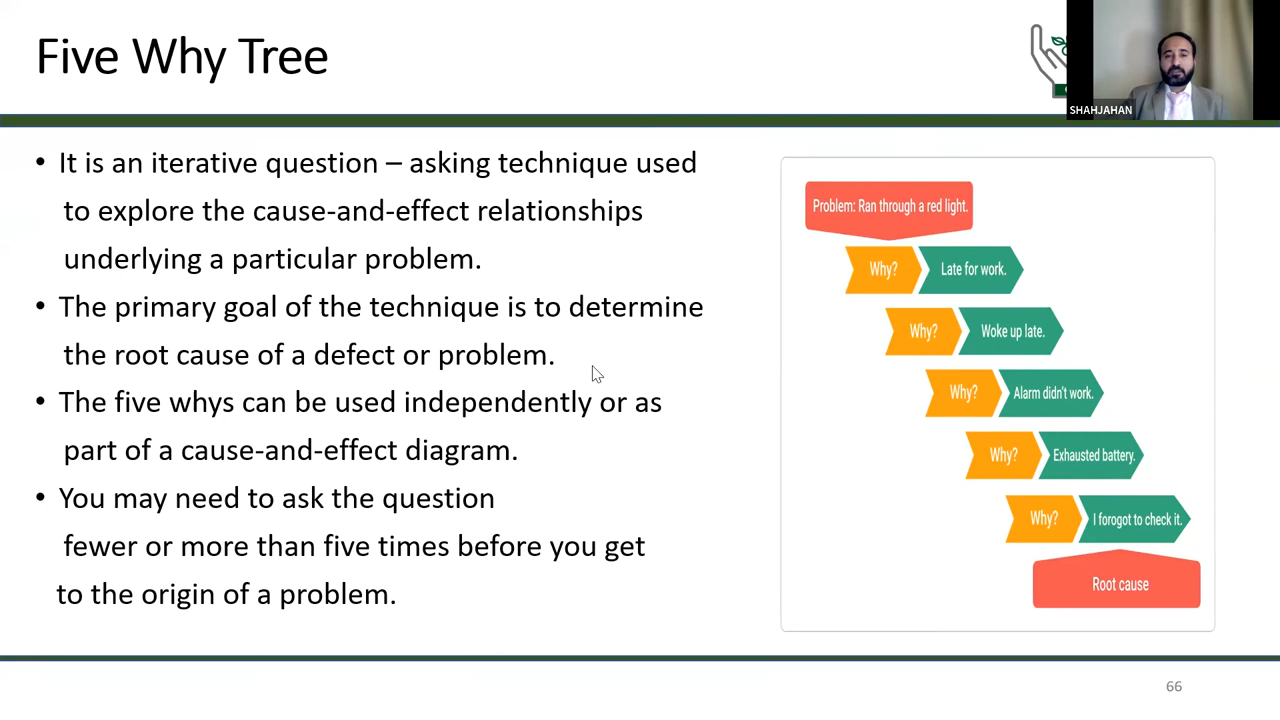 Five Why Tree
SHAHJAHAN
• It is an iterative question – asking technique used
to explore the cause-and-effect relationships
underlying a particular problem.
• The primary goal of the technique is to determine
the root cause of a defect or problem.
• The five whys can be used independently or as
part of a cause-and-effect diagram.
• You may need to ask the question
fewer or more than five times before you get
to the origin of a problem.
Problem: Ran through a red light.
Why? Late for work.
Why? Woke up late.
Why? Alarm didn't work.
Why? Exhausted battery.
Why? I forogot to check it.
Root cause
66